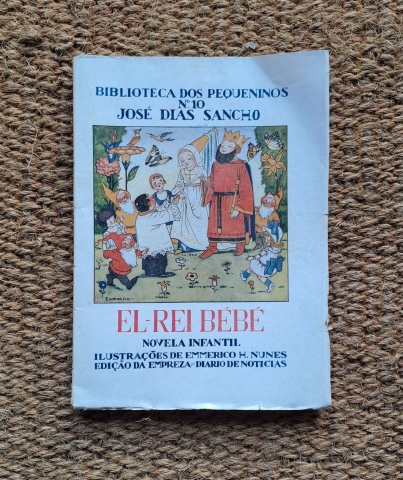 BIBLIOTECA DOS PEQUENINOS
Nº 10
JOSÉ DIAS SANCHO
EL-REI BÉBÉ
NOVELA INFANTIL
ILUSTRAÇÕES DE EMMERICO H. NUNES
EDIÇÃO DA EMPREZA DIARIO DE NOTICIAS